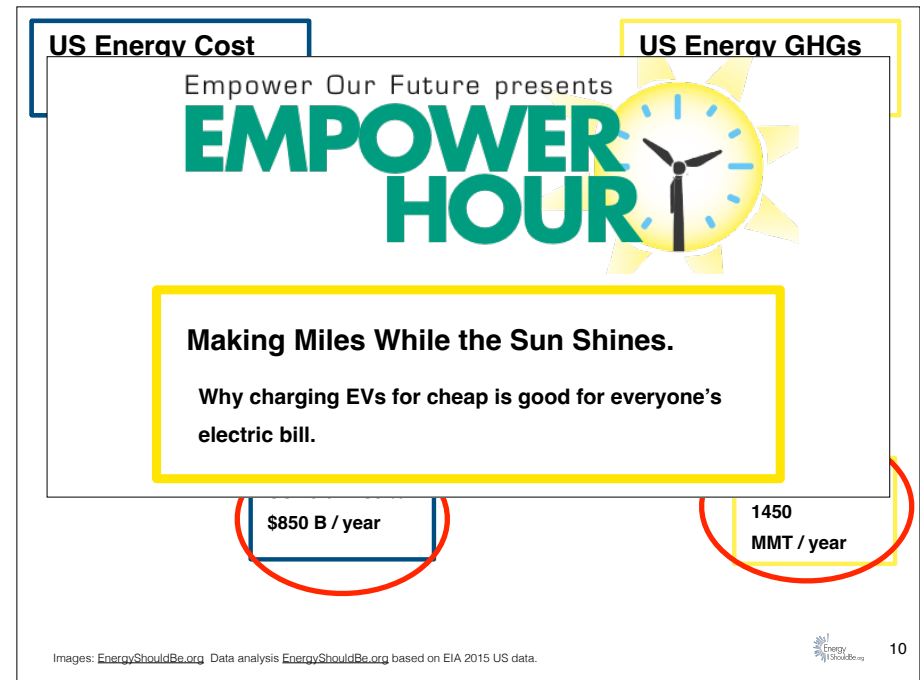 US Energy Cost
US Energy GHGs
Empower Our Future presents
EMPOWER
HOUR
Making Miles While the Sun Shines.
Why charging EVs for cheap is good for everyone’s
electric bill.
$850 B / year
1450
MMT / year
Images: EnergyShouldBe.org Data analysis EnergyShouldBe.org based on EIA 2015 US data.
Energy
ShouldBe.org
10